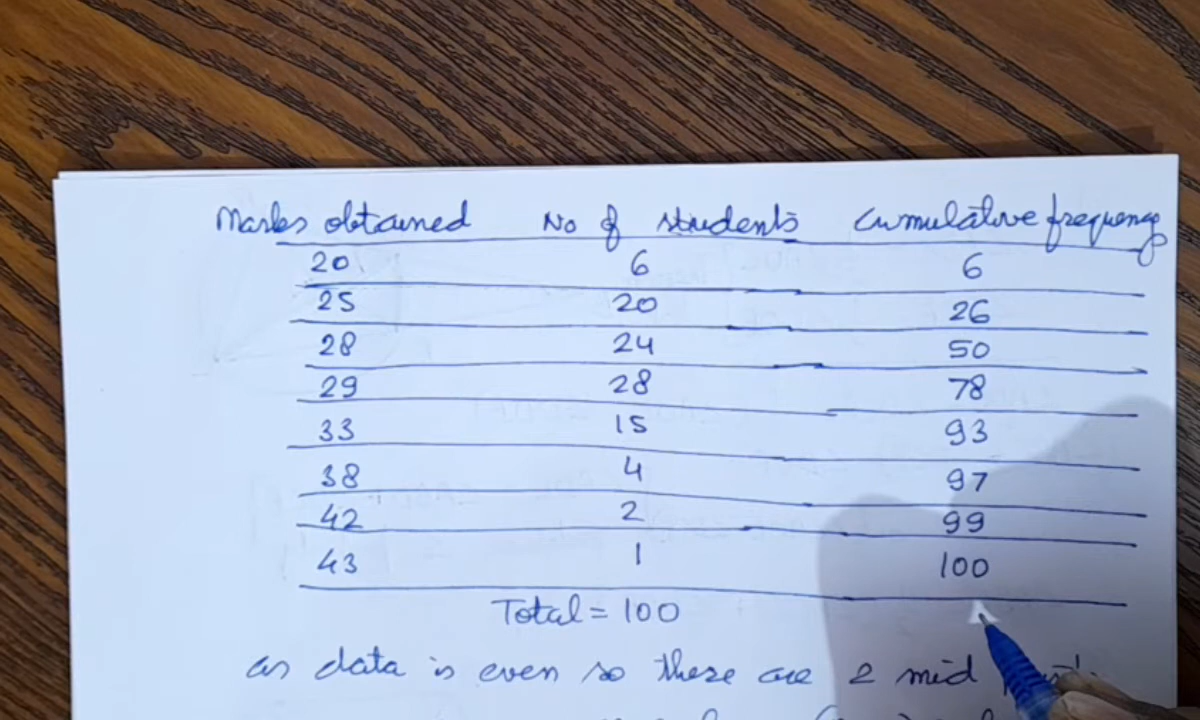 Marks obtained No of students Cumulative frequency
20 6 6
25 20 26
28 24 50
29 28 78
33 15 93
38 4 97
42 2 99
43 1 100
Total = 100
as data is even so there are 2 mid